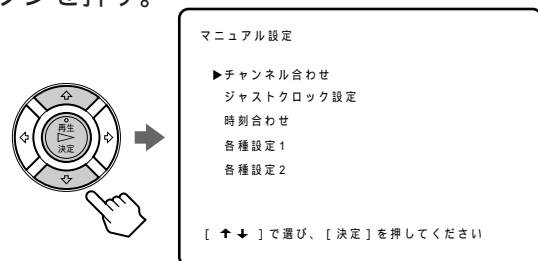 ンを押す。
マニュアル設定
▶チャンネル合わせ
ジャストクロック設定
時刻合わせ
各種設定1
各種設定2
[ ↑↓ ]で選び、[決定]を押してください
再生
決定